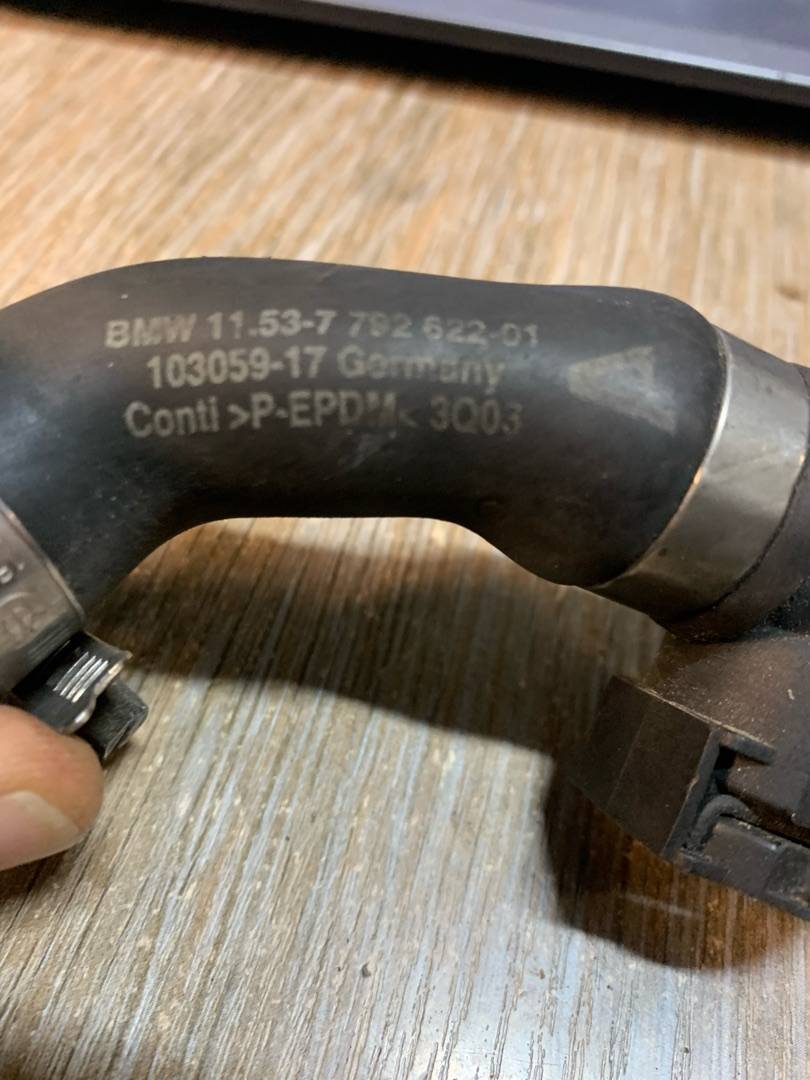 BMW 11.53-7 792 622-01
103059-17 Germany
Conti >P-EPDM< 3Q03